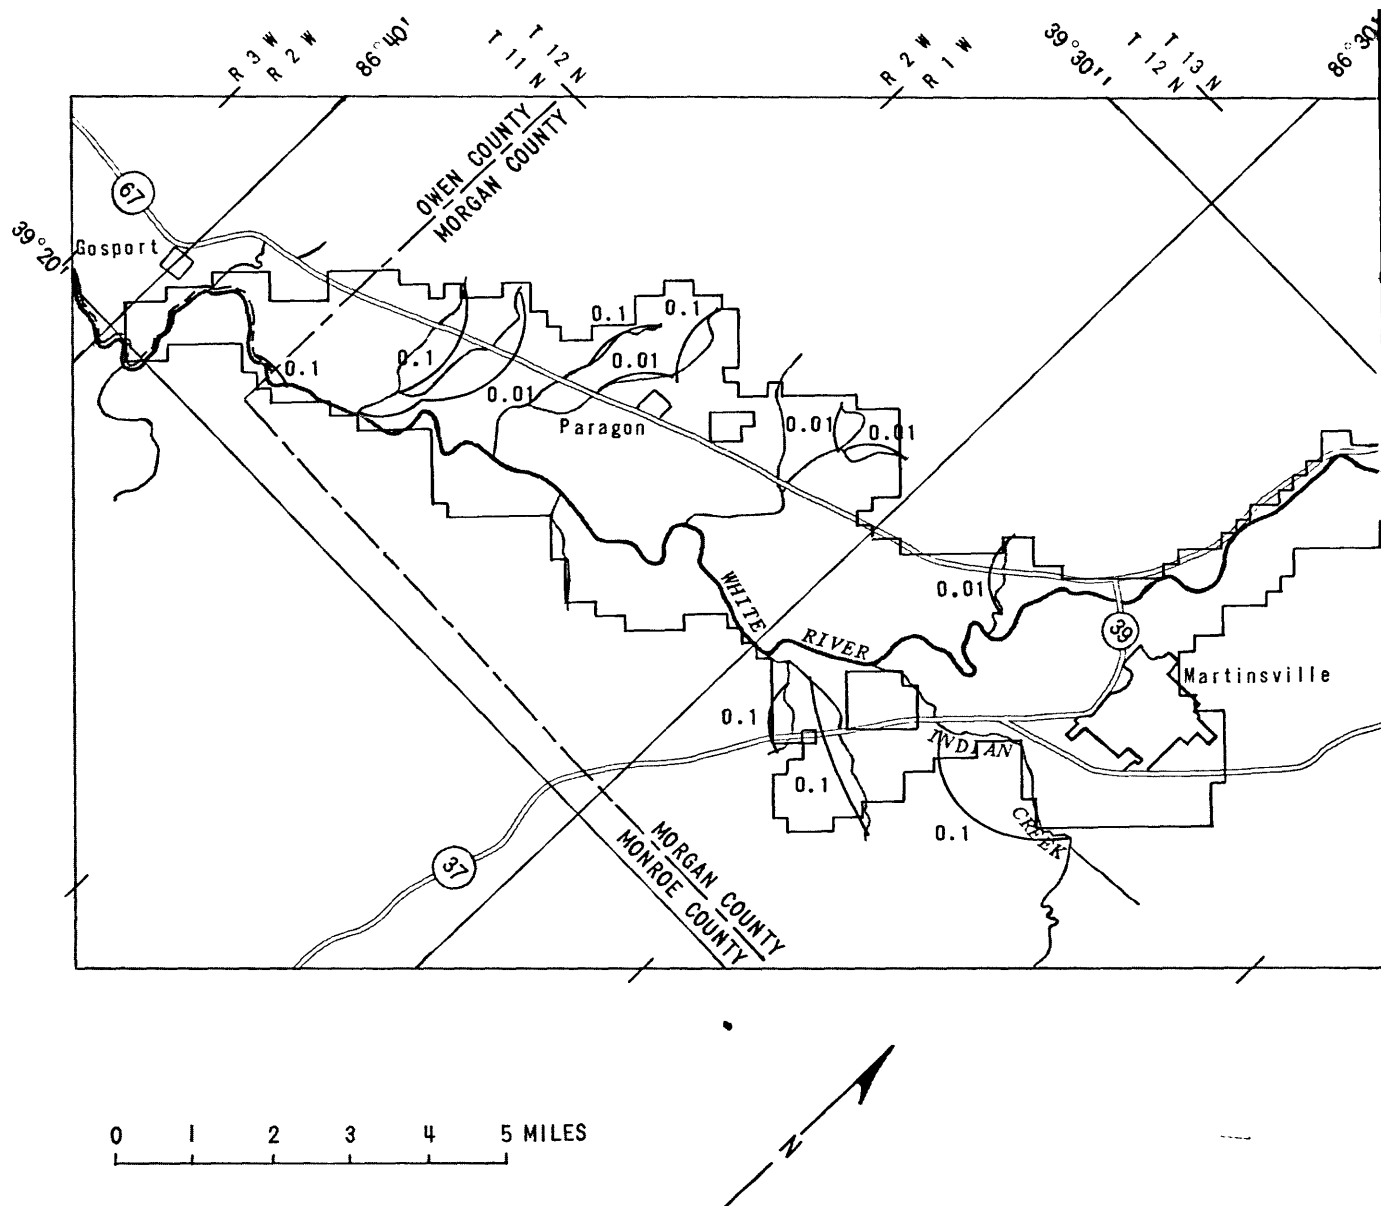 R 3 W
R 2 W
86°40'
T 12 N
T 11 N
R 2 W
R 1 W
39°30'
T 13 N
T 12 N
86°30'
67
OWEN COUNTY
MORGAN COUNTY
39°20'
Gosport
0.1
0.1
0.1
0.1
0.01
0.01
Paragon
0.01
0.01
WHITE
RIVER
0.01
39
Martinsville
0.1
INDIAN
0.1
0.1
CREEK
37
MORGAN COUNTY
MONROE COUNTY
0 1 2 3 4 5 MILES
N